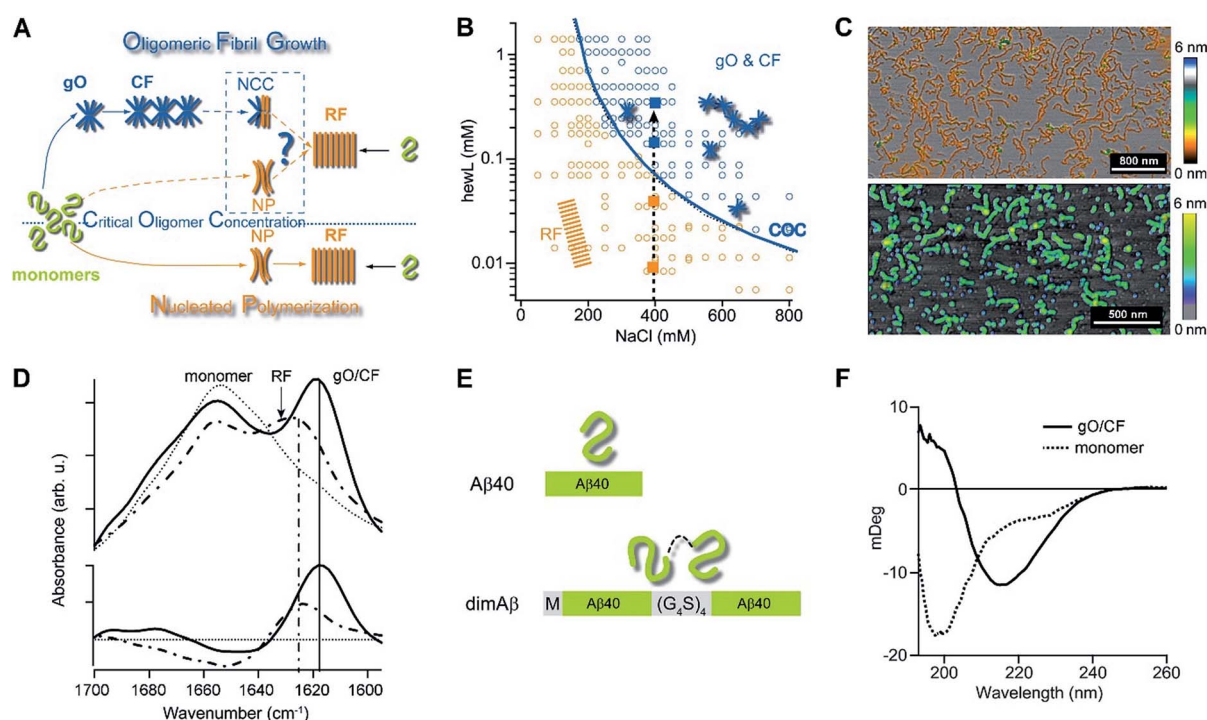 A
Oligomeric Fibril Growth
gO
CF
NCC
RF
?
NP
Critical Oligomer Concentration
monomers
NP
RF
Nucleated Polymerization
B
1
0.1
0.01
hewL (mM)
gO & CF
RF
COC
0
200
400
600
800
NaCl (mM)
C
6 nm
0 nm
800 nm
6 nm
0 nm
500 nm
D
monomer
RF
gO/CF
Absorbance (arb. u.)
1700
1680
1660
1640
1620
1600
Wavenumber (cm⁻¹)
E
Aβ40
Aβ40
dimAβ
M
Aβ40
(G₄S)₄
Aβ40
F
10
0
-10
-20
mDeg
gO/CF
monomer
200
220
240
260
Wavelength (nm)